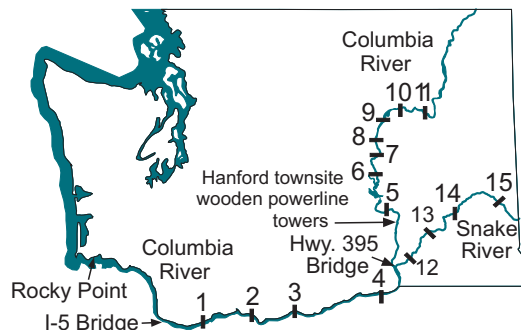 Columbia
River
10 11
9
8
7
6
5
Hanford townsite
wooden powerline
towers
15
14
13
Snake
River
12
Hwy. 395
Bridge
Columbia
River
Rocky Point
I-5 Bridge
1
2
3
4